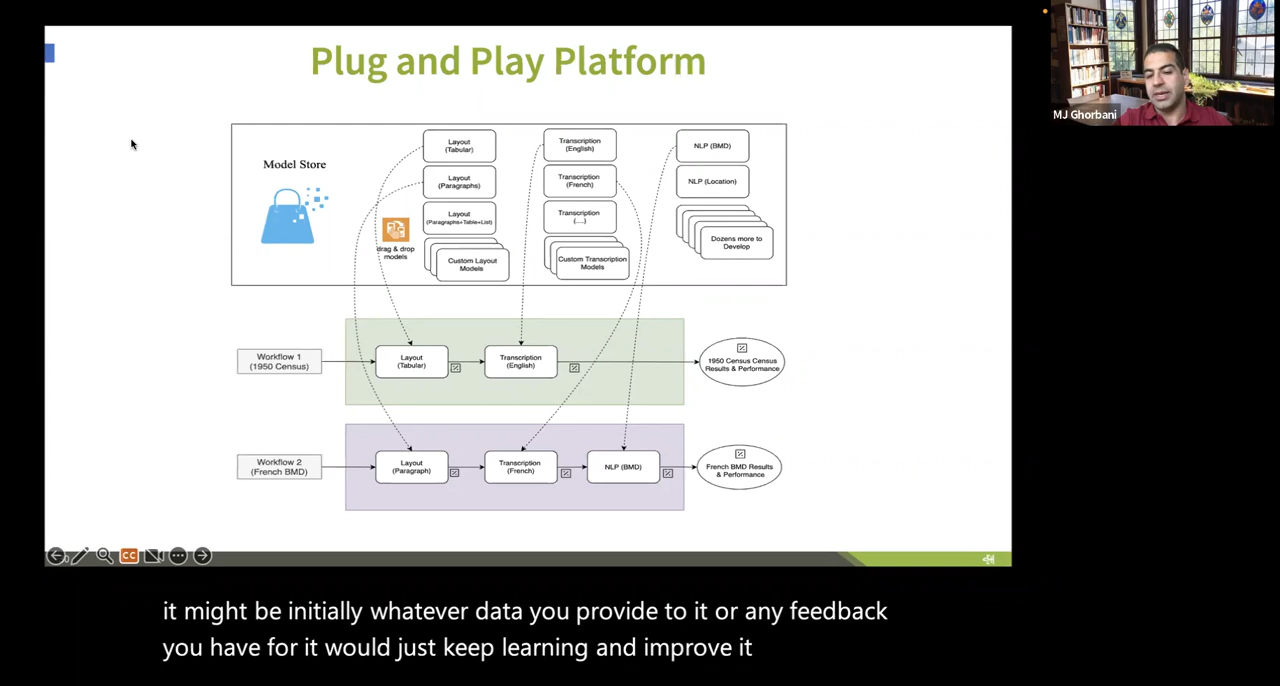 Plug and Play Platform
MJ Ghorbani
Model Store
drag & drop
models
Layout
(Tabular)
Layout
(Paragraphs)
Layout
(Paragraphs+Table+List)
Custom Layout
Models
Transcription
(English)
Transcription
(French)
Transcription
(....)
Custom Transcription
Models
NLP (BMD)
NLP (Location)
Dozens more to
Develop
Workflow 1
(1950 Census)
Layout
(Tabular)
Transcription
(English)
1950 Census Census
Results & Performance
Workflow 2
(French BMD)
Layout
(Paragraph)
Transcription
(French)
NLP (BMD)
French BMD Results
& Performance
CC
it might be initially whatever data you provide to it or any feedback
you have for it would just keep learning and improve it